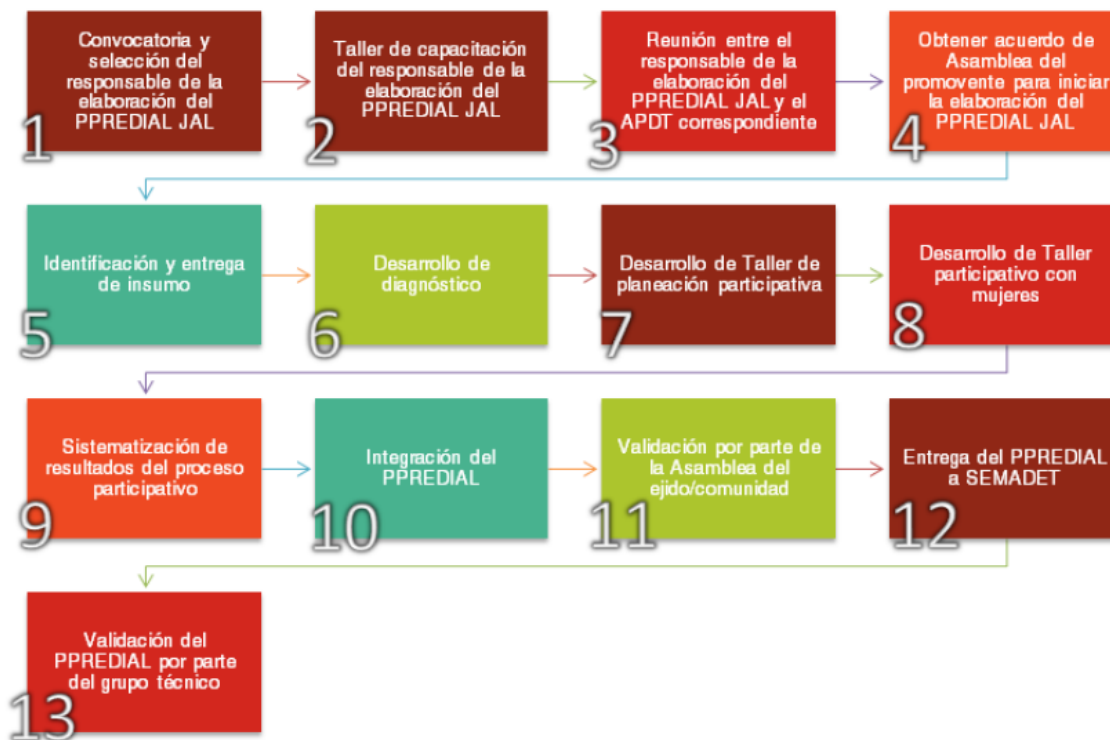 Convocatoria y
selección del
responsable de la
elaboración del
PPREDIAL JAL
1
Taller de capacitación
del responsable de la
elaboración del
PPREDIAL JAL
2
Reunión entre el
responsable de la
elaboración del
PPREDIAL JAL y el
APDT correspondiente
3
Obtener acuerdo de
Asamblea del
promovente para iniciar
la elaboración del
PPREDIAL JAL
4
Identificación y entrega
de insumo
5
Desarrollo de
diagnóstico
6
Desarrollo de Taller de
planeación participativa
7
Desarrollo de Taller
participativo con
mujeres
8
Sistematización de
resultados del proceso
participativo
9
Integración del
PPREDIAL
10
Validación por parte de
la Asamblea del
ejido/comunidad
11
Entrega del PPREDIAL
a SEMADET
12
Validación del
PPREDIAL por parte
del grupo técnico
13